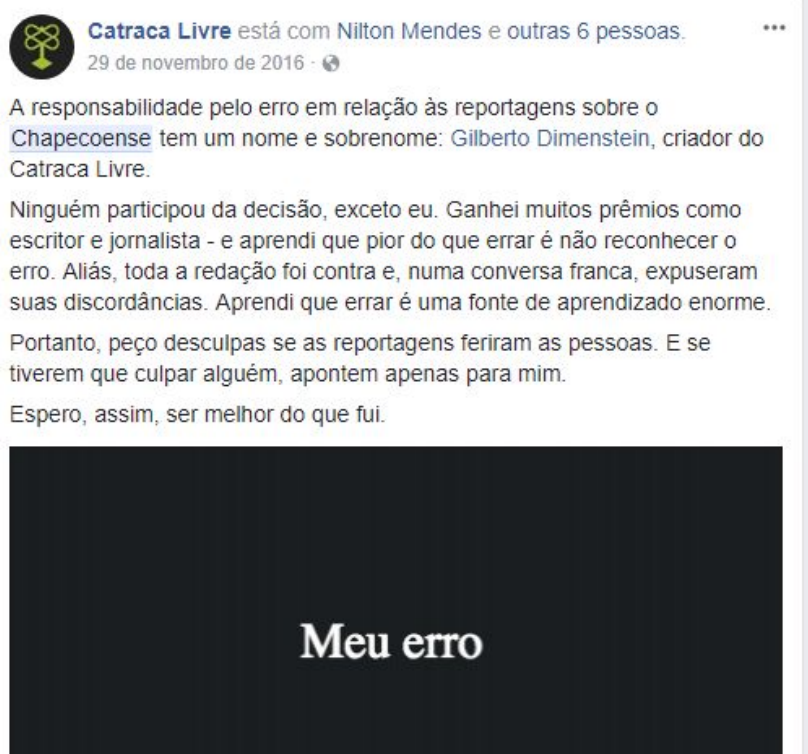 Catraca Livre está com Nilton Mendes e outras 6 pessoas.
29 de novembro de 2016 ·
A responsabilidade pelo erro em relação às reportagens sobre o
Chapecoense tem um nome e sobrenome: Gilberto Dimenstein, criador do
Catraca Livre.
Ninguém participou da decisão, exceto eu. Ganhei muitos prêmios como
escritor e jornalista - e aprendi que pior do que errar é não reconhecer o
erro. Aliás, toda a redação foi contra e, numa conversa franca, expuseram
suas discordâncias. Aprendi que errar é uma fonte de aprendizado enorme.
Portanto, peço desculpas se as reportagens feriram as pessoas. E se
tiverem que culpar alguém, apontem apenas para mim.
Espero, assim, ser melhor do que fui.
Meu erro